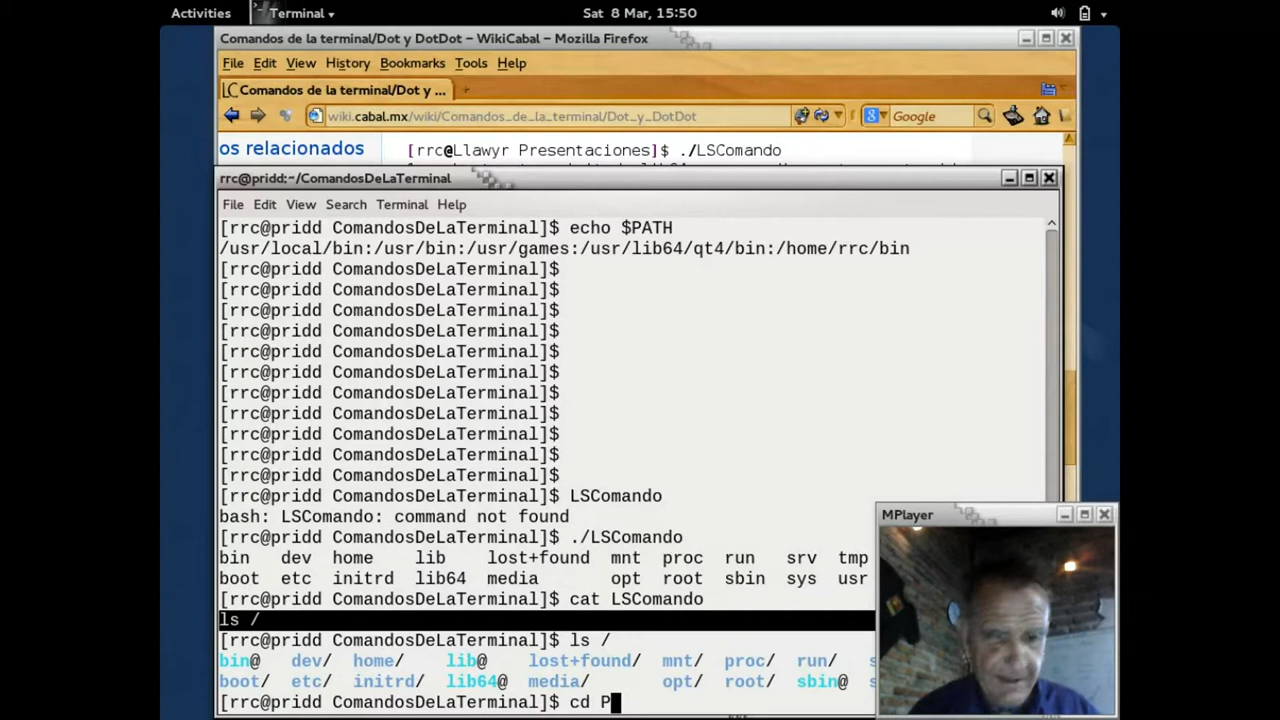 Activities Terminal Sat 8 Mar, 15:50
Comandos de la terminal/Dot y DotDot – WikiCabal – Mozilla Firefox
File Edit View History Bookmarks Tools Help
Comandos de la terminal/Dot y ...
wiki.cabal.mx/wiki/Comandos_de_la_terminal/Dot_y_DotDot Google
os relacionados [rrc@Llawyr Presentaciones]$ ./LSComando
rrc@pridd:~/ComandosDeLaTerminal
File Edit View Search Terminal Help
[rrc@pridd ComandosDeLaTerminal]$ echo $PATH
/usr/local/bin:/usr/bin:/usr/games:/usr/lib64/qt4/bin:/home/rrc/bin
[rrc@pridd ComandosDeLaTerminal]$
[rrc@pridd ComandosDeLaTerminal]$
[rrc@pridd ComandosDeLaTerminal]$
[rrc@pridd ComandosDeLaTerminal]$
[rrc@pridd ComandosDeLaTerminal]$
[rrc@pridd ComandosDeLaTerminal]$
[rrc@pridd ComandosDeLaTerminal]$
[rrc@pridd ComandosDeLaTerminal]$
[rrc@pridd ComandosDeLaTerminal]$
[rrc@pridd ComandosDeLaTerminal]$
[rrc@pridd ComandosDeLaTerminal]$
[rrc@pridd ComandosDeLaTerminal]$ LSComando
bash: LSComando: command not found
[rrc@pridd ComandosDeLaTerminal]$ ./LSComando
bin dev home lib lost+found mnt proc run srv tmp
boot etc initrd lib64 media opt root sbin sys usr
[rrc@pridd ComandosDeLaTerminal]$ cat LSComando
ls /
[rrc@pridd ComandosDeLaTerminal]$ ls /
bin@ dev/ home/ lib@ lost+found/ mnt/ proc/ run/
boot/ etc/ initrd/ lib64@ media/ opt/ root/ sbin@
[rrc@pridd ComandosDeLaTerminal]$ cd P
MPlayer